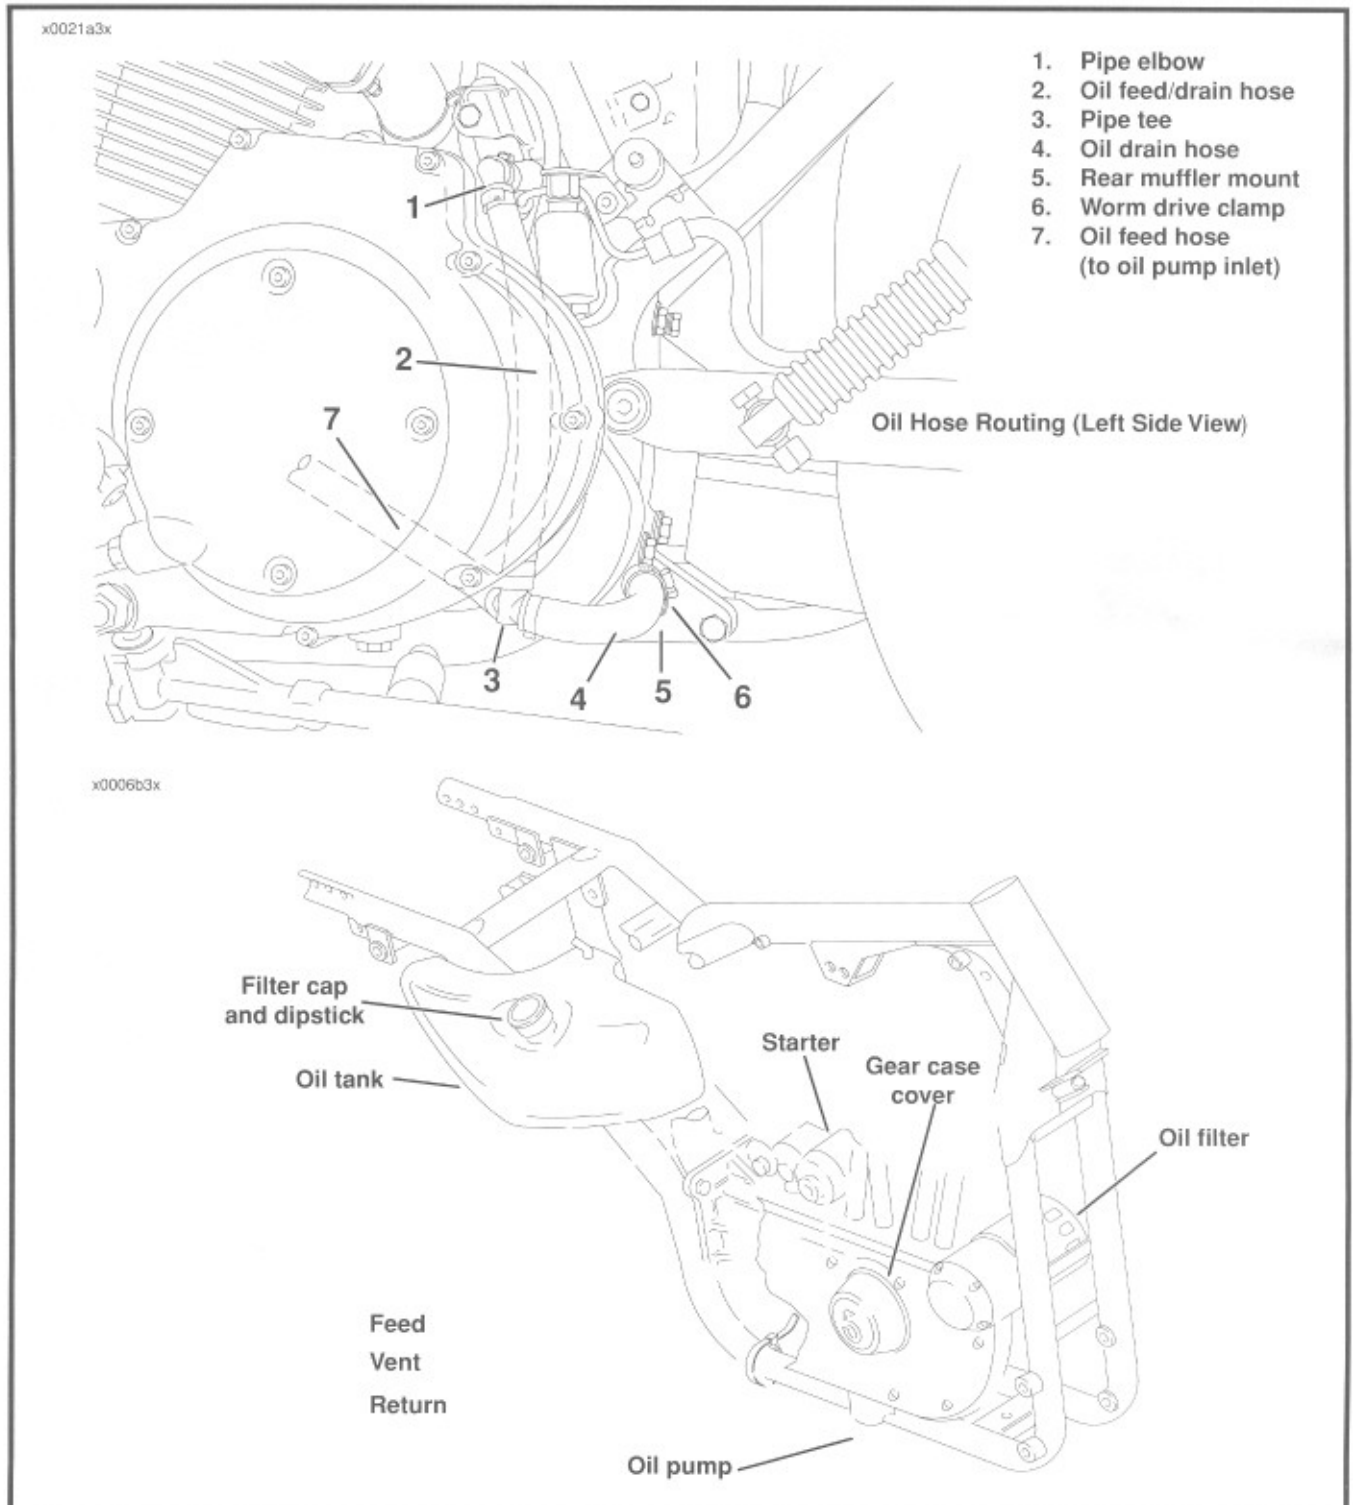 x0021a3x
1. Pipe elbow
2. Oil feed/drain hose
3. Pipe tee
4. Oil drain hose
5. Rear muffler mount
6. Worm drive clamp
7. Oil feed hose
(to oil pump inlet)
1
2
7
Oil Hose Routing (Left Side View)
3
4
5
6
x0006b3x
Filter cap
and dipstick
Oil tank
Starter
Gear case
cover
Oil filter
Feed
Vent
Return
Oil pump